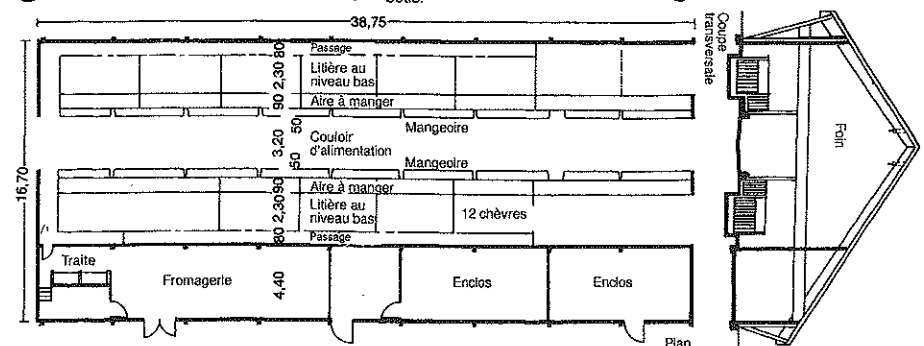 38,75
16,70
80
Passage
2,30
Litière au
niveau bas
90
Aire à manger
50
Mangeoire
3,20
Couloir
d'alimentation
50
Mangeoire
90
Aire à manger
2,30
Litière au
niveau bas
12 chèvres
80
Passage
Traite
Fromagerie
4,40
Enclos
Enclos
Plan
Coupe
transversale
Foin